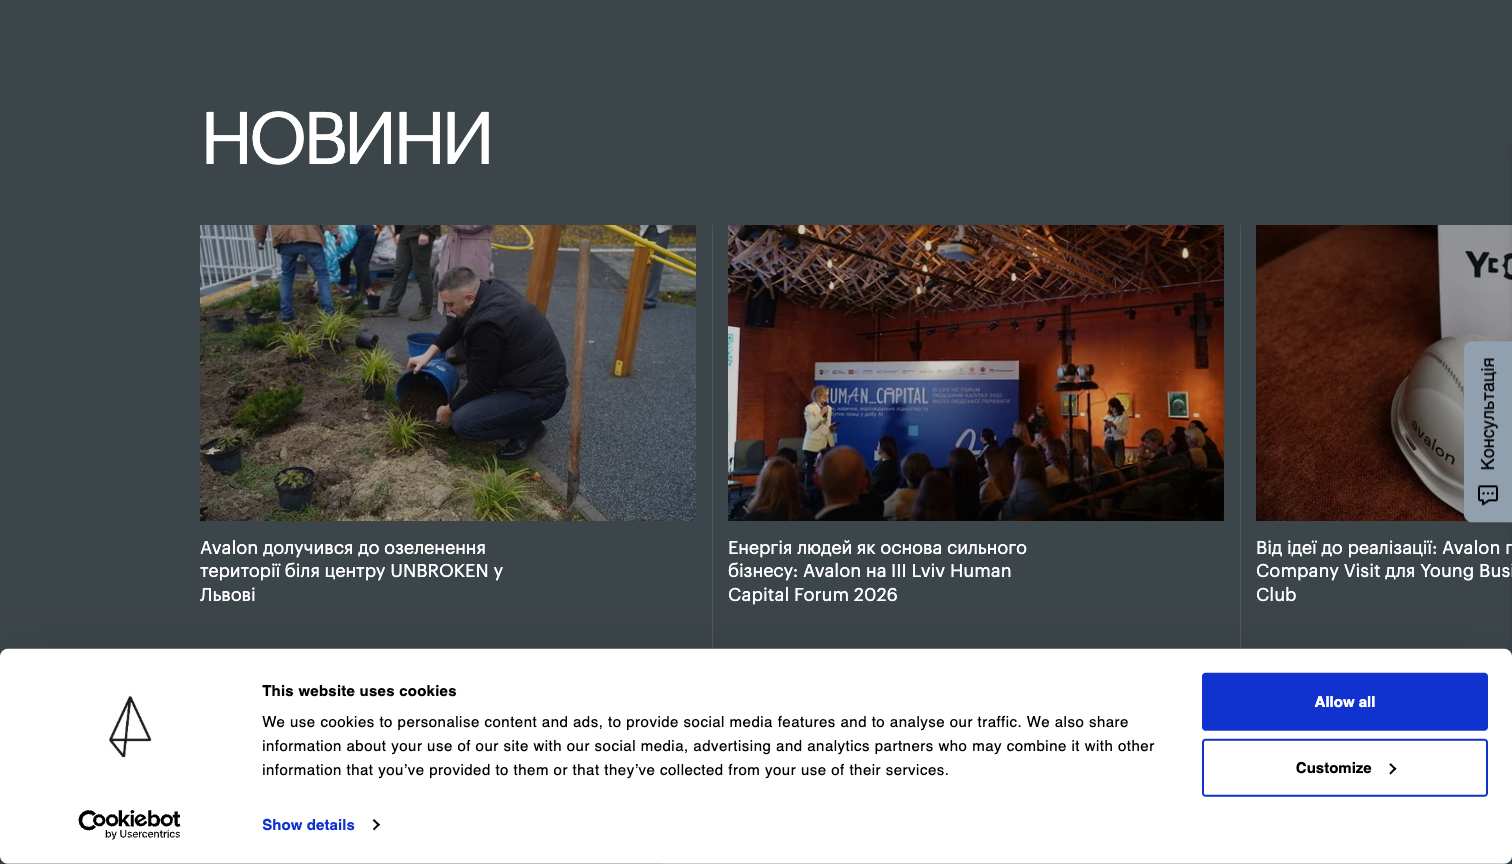 НОВИНИ
HUMAN_CAPITAL
avalon
Консультація
Avalon долучився до озеленення
території біля центру UNBROKEN у
Львові
Енергія людей як основа сильного
бізнесу: Avalon на III Lviv Human
Capital Forum 2026
Від ідеї до реалізації: Avalon
Company Visit для Young Bus
Club
This website uses cookies
We use cookies to personalise content and ads, to provide social media features and to analyse our traffic. We also share
information about your use of our site with our social media, advertising and analytics partners who may combine it with other
information that you’ve provided to them or that they’ve collected from your use of their services.
Show details
Allow all
Customize
Cookiebot
by Usercentrics